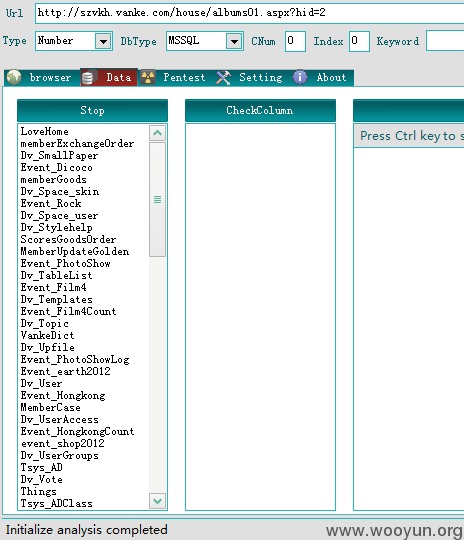 Url http://szvkh.vanke.com/house/albums01.aspx?hid=2
Type Number DbType MSSQL CNum 0 Index 0 Keyword
browser Data Pentest Setting About
Stop CheckColumn
Press Ctrl key to s
LoveHome
memberExchangeOrder
Dv_SmallPaper
Event_Dicoco
memberGoods
Dv_Space_skin
Event_Rock
Dv_Space_user
Dv_Stylehelp
ScoresGoodsOrder
MemberUpdateGolden
Event_PhotoShow
Dv_TableList
Event_Film4
Dv_Templates
Event_Film4Count
Dv_Topic
VankeDict
Dv_Upfile
Event_PhotoShowLog
Event_earth2012
Dv_User
Event_Hongkong
MemberCase
Dv_UserAccess
Event_HongkongCount
event_shop2012
Dv_UserGroups
Tsys_AD
Dv_Vote
Things
Tsys_ADClass
Initialize analysis completed
www.wooyun.org